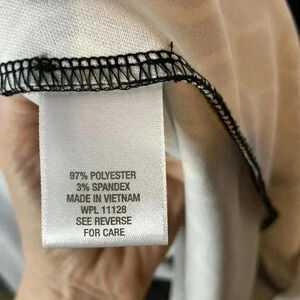 97% POLYESTER
3% SPANDEX
MADE IN VIETNAM
WPL 11128
SEE REVERSE
FOR CARE